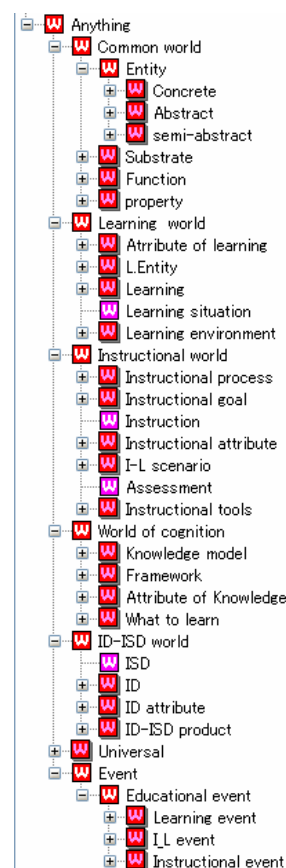 Anything
Common world
Entity
Concrete
Abstract
semi-abstract
Substrate
Function
property
Learning world
Atrribute of learning
L.Entity
Learning
Learning situation
Learning environment
Instructional world
Instructional process
Instructional goal
Instruction
Instructional attribute
I-L scenario
Assessment
Instructional tools
World of cognition
Knowledge model
Framework
Attribute of Knowledge
What to learn
ID-ISD world
ISD
ID
ID attribute
ID-ISD product
Universal
Event
Educational event
Learning event
I_L event
Instructional event